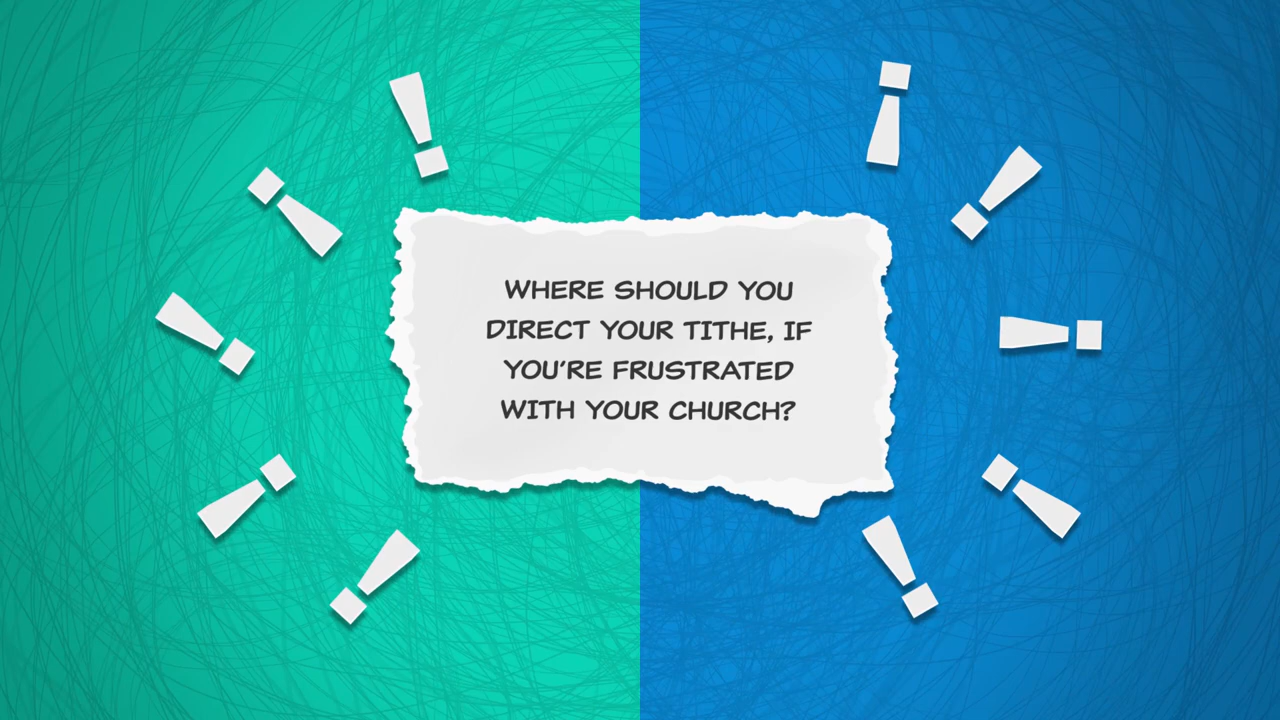 WHERE SHOULD YOU
DIRECT YOUR TITHE, IF
YOU'RE FRUSTRATED
WITH YOUR CHURCH?